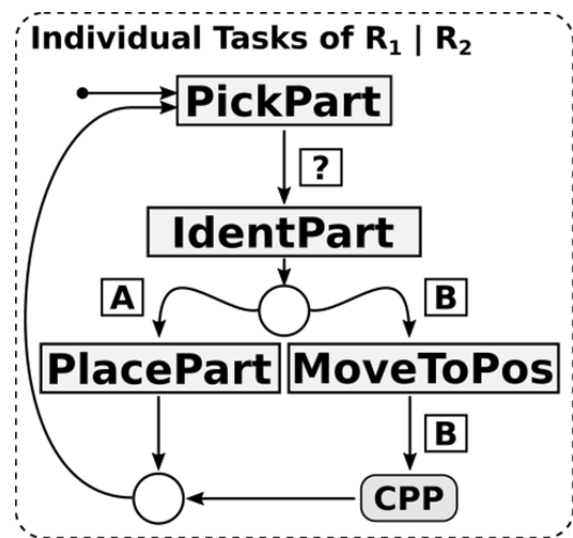 Individual Tasks of R₁ | R₂
PickPart
?
IdentPart
A
B
PlacePart
MoveToPos
B
CPP